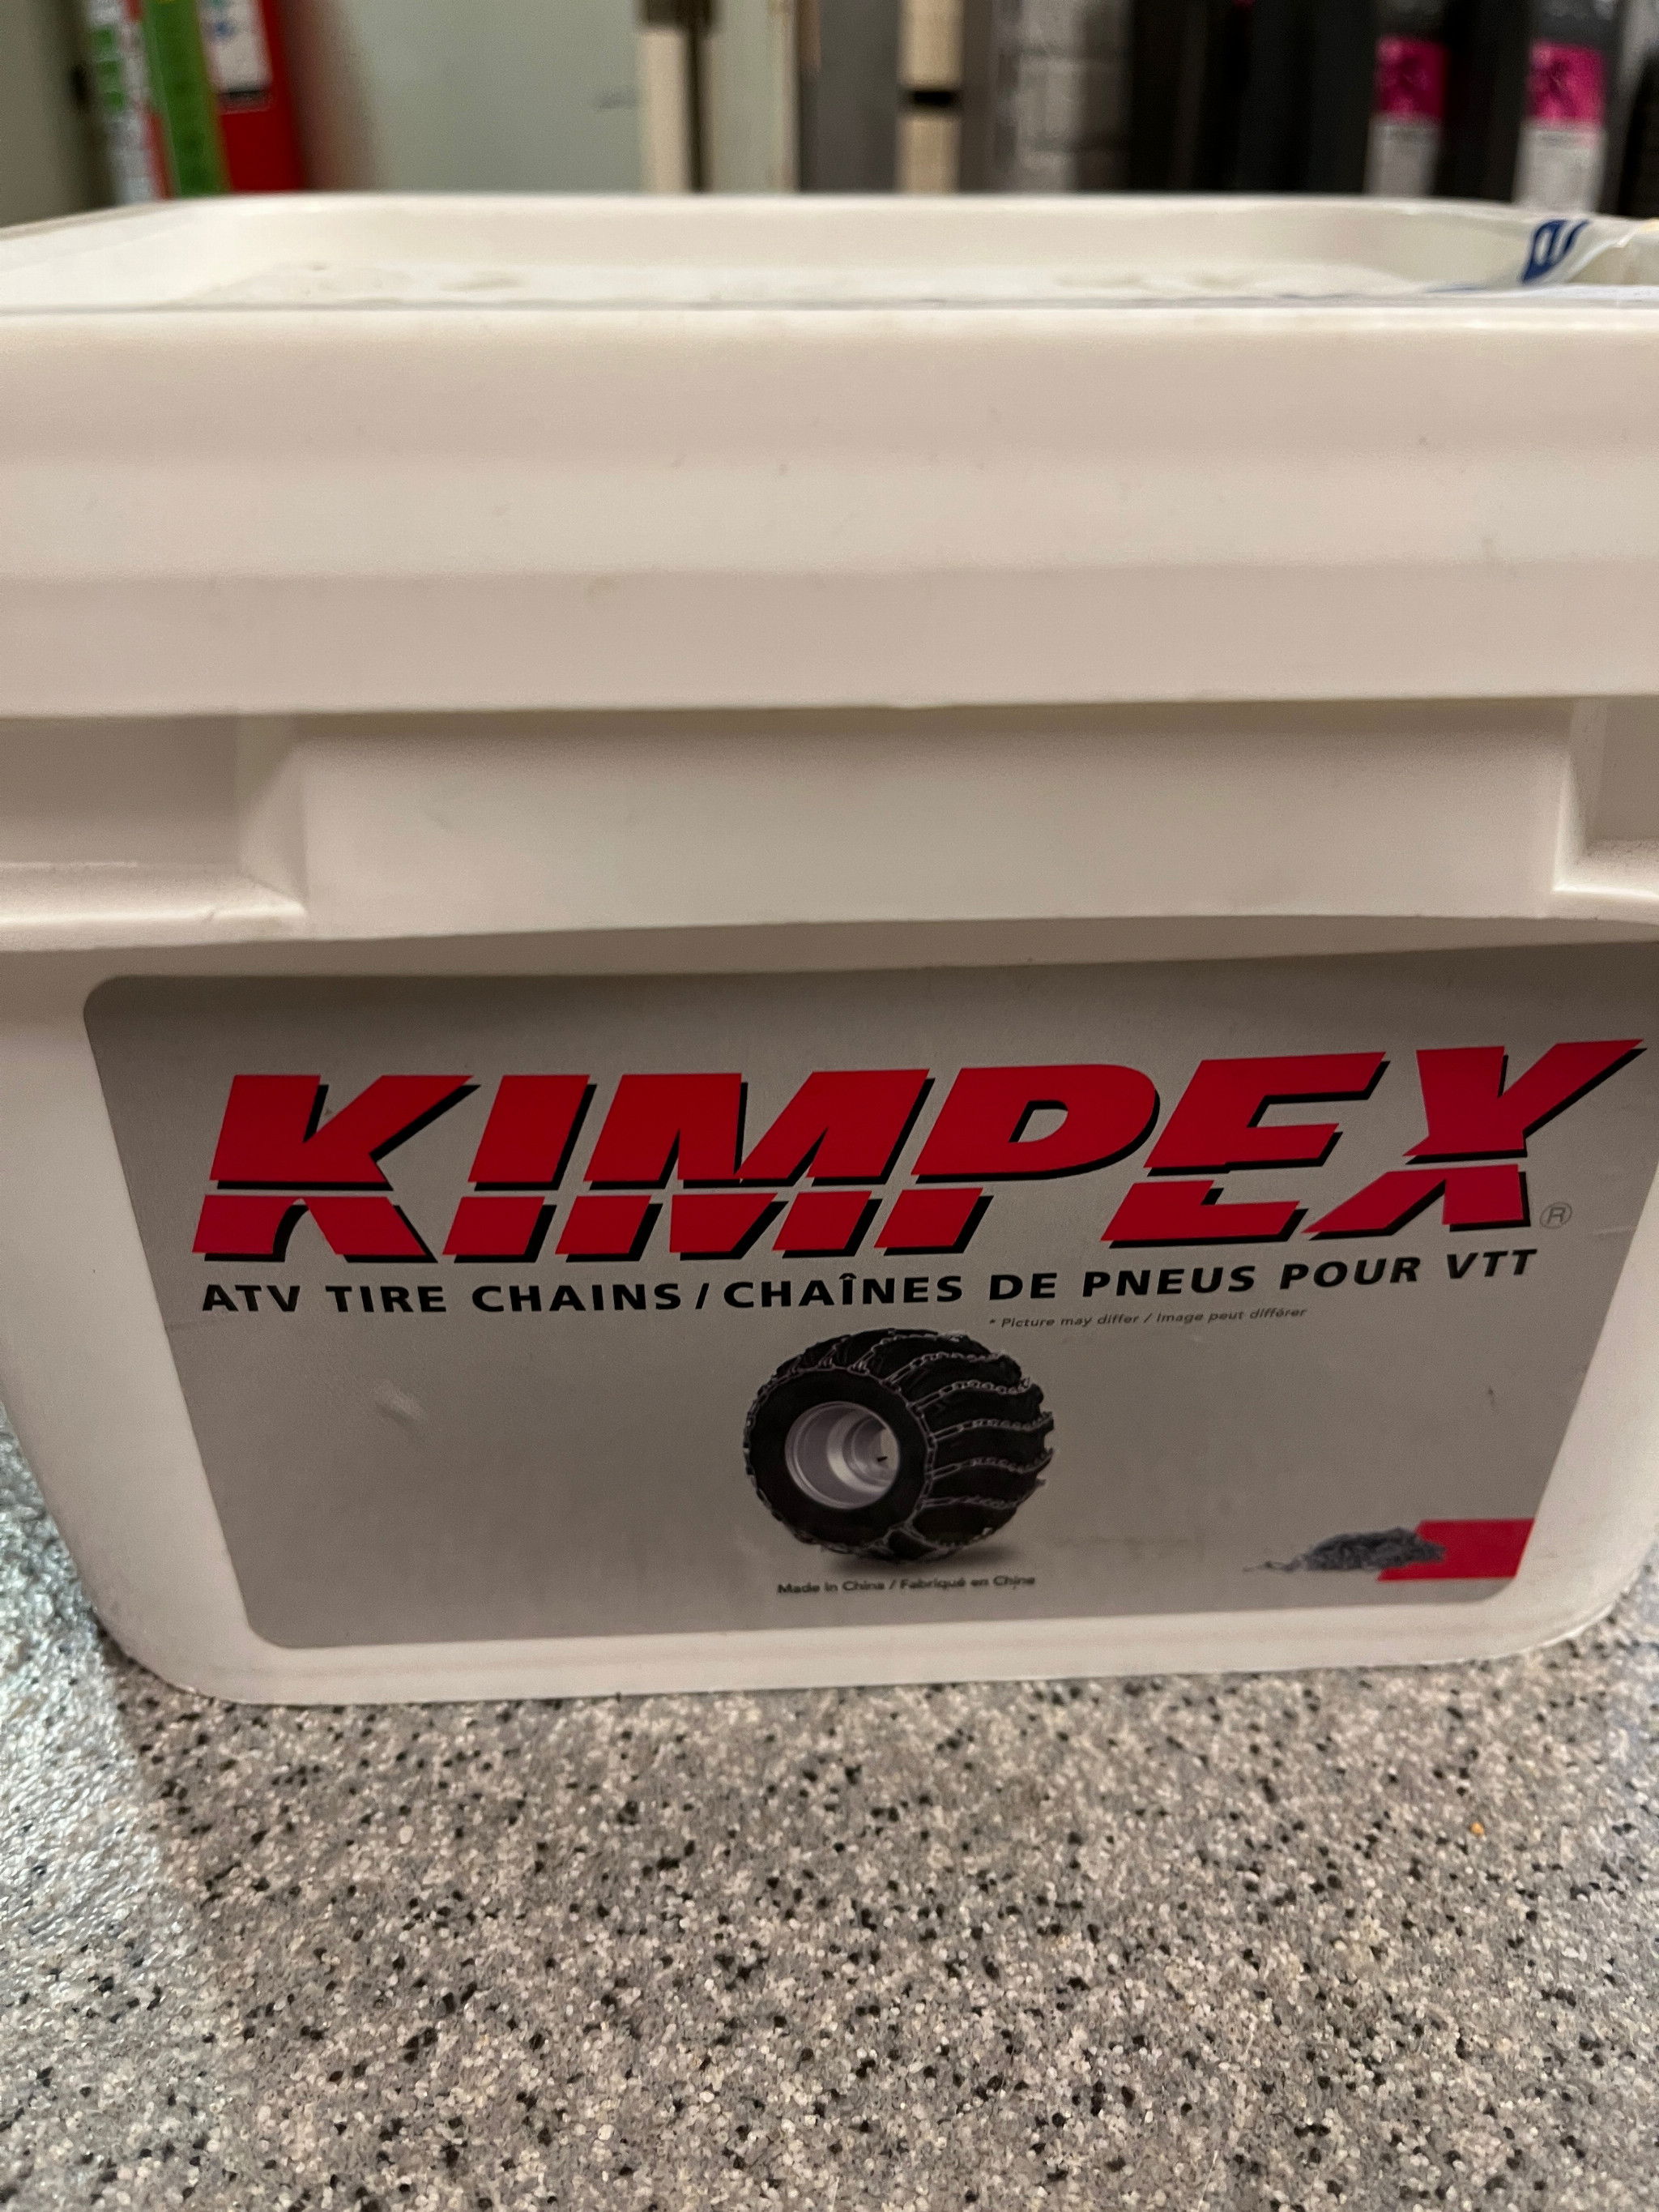 KIMPEX®
ATV TIRE CHAINS / CHAÎNES DE PNEUS POUR VTT
* Picture may differ / Image peut différer
Made in China / Fabriqué en Chine